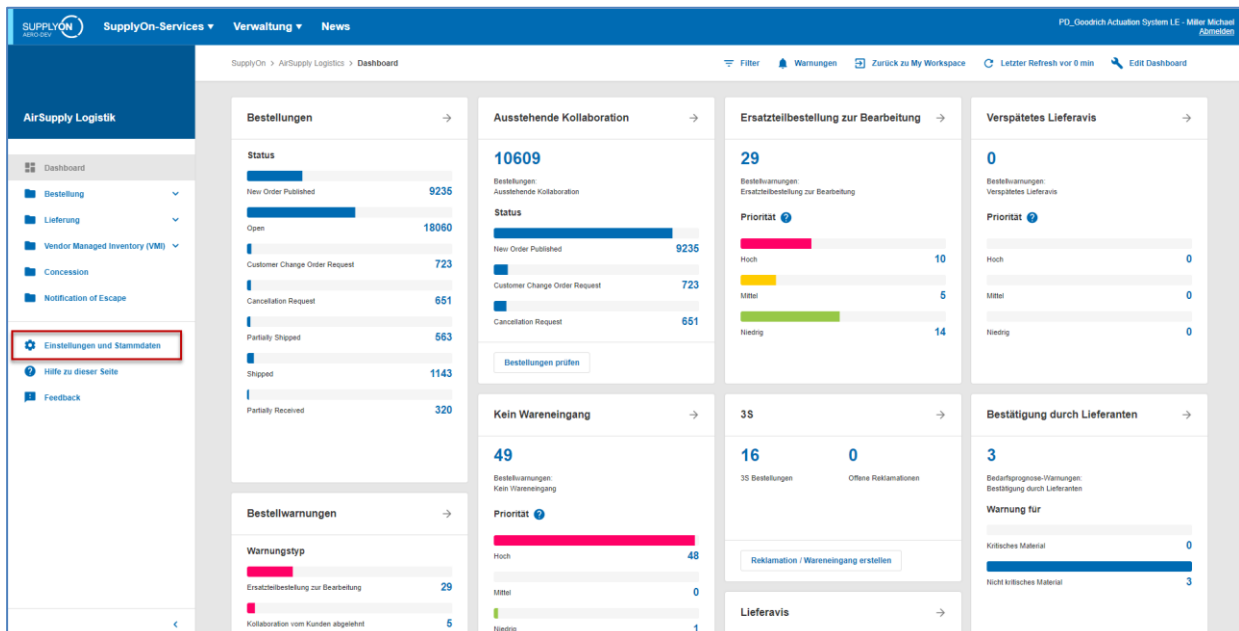 SUPPLYON
AERO-DEV
SupplyOn-Services ▾
Verwaltung ▾
News
PD_Goodrich Actuation System LE - Miller Michael
Abmelden
SupplyOn > AirSupply Logistics > Dashboard
Filter
Warnungen
Zurück zu My Workspace
Letzter Refresh vor 0 min
Edit Dashboard
AirSupply Logistik
Dashboard
Bestellung
Lieferung
Vendor Managed Inventory (VMI)
Concession
Notification of Escape
Einstellungen und Stammdaten
Hilfe zu dieser Seite
Feedback
Bestellungen
Status
New Order Published 9235
Open 18060
Customer Change Order Request 723
Cancellation Request 651
Partially Shipped 563
Shipped 1143
Partially Received 320
Bestellwarnungen
Warnungstyp
Ersatzteilbestellung zur Bearbeitung 29
Kollaboration vom Kunden abgelehnt 5
Ausstehende Kollaboration
10609
Bestellungen:
Ausstehende Kollaboration
Status
New Order Published 9235
Customer Change Order Request 723
Cancellation Request 651
Bestellungen prüfen
Kein Wareneingang
49
Bestellwarnungen:
Kein Wareneingang
Priorität ?
Hoch 48
Mittel 0
Niedrig 1
Ersatzteilbestellung zur Bearbeitung
29
Bestellwarnungen:
Ersatzteilbestellung zur Bearbeitung
Priorität ?
Hoch 10
Mittel 5
Niedrig 14
3S
16 0
3S Bestellungen Offene Reklamationen
Reklamation / Wareneingang erstellen
Lieferavis
Verspätetes Lieferavis
0
Bestellwarnungen:
Verspätetes Lieferavis
Priorität ?
Hoch 0
Mittel 0
Niedrig 0
Bestätigung durch Lieferanten
3
Bedarfsprognose-Warnungen:
Bestätigung durch Lieferanten
Warnung für
Kritisches Material 0
Nicht kritisches Material 3